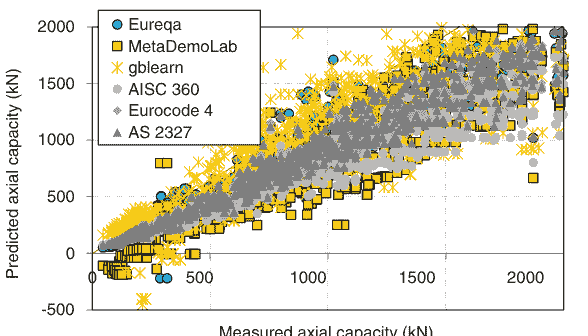 2000
1500
1000
500
0
-500
Predicted axial capacity (kN)
Eureqa
MetaDemoLab
gblearn
AISC 360
Eurocode 4
AS 2327
0 500 1000 1500 2000
Measured axial capacity (kN)